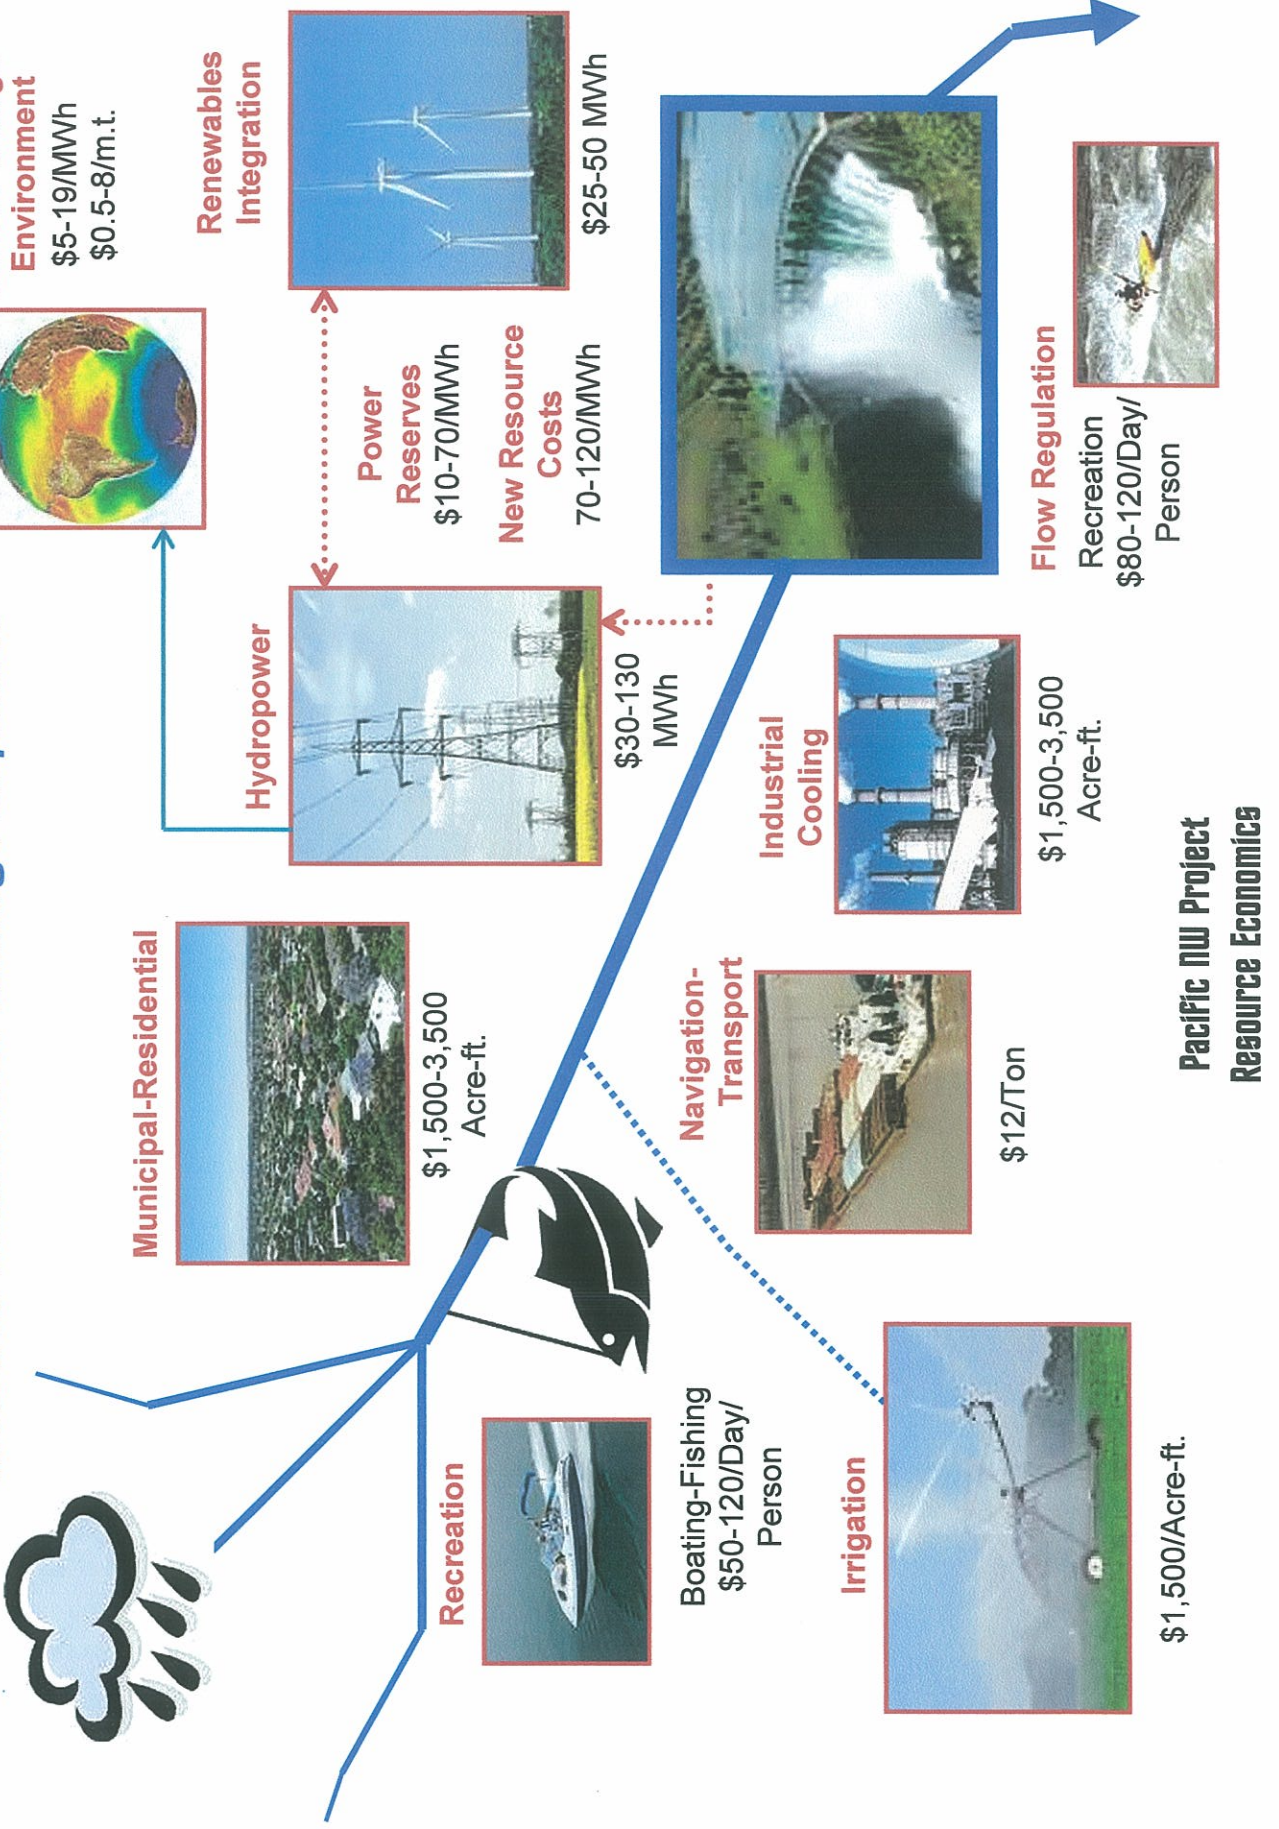 Environment
$5-19/MWh
$0.5-8/m.t.
Municipal-Residential
$1,500-3,500
Acre-ft.
Hydropower
$30-130
MWh
Renewables
Integration
$25-50 MWh
Power
Reserves
$10-70/MWh
New Resource
Costs
70-120/MWh
Recreation
Boating-Fishing
$50-120/Day/
Person
Navigation-
Transport
$12/Ton
Industrial
Cooling
$1,500-3,500
Acre-ft.
Irrigation
$1,500/Acre-ft.
Flow Regulation
Recreation
$80-120/Day/
Person
Pacific NW Project
Resource Economics